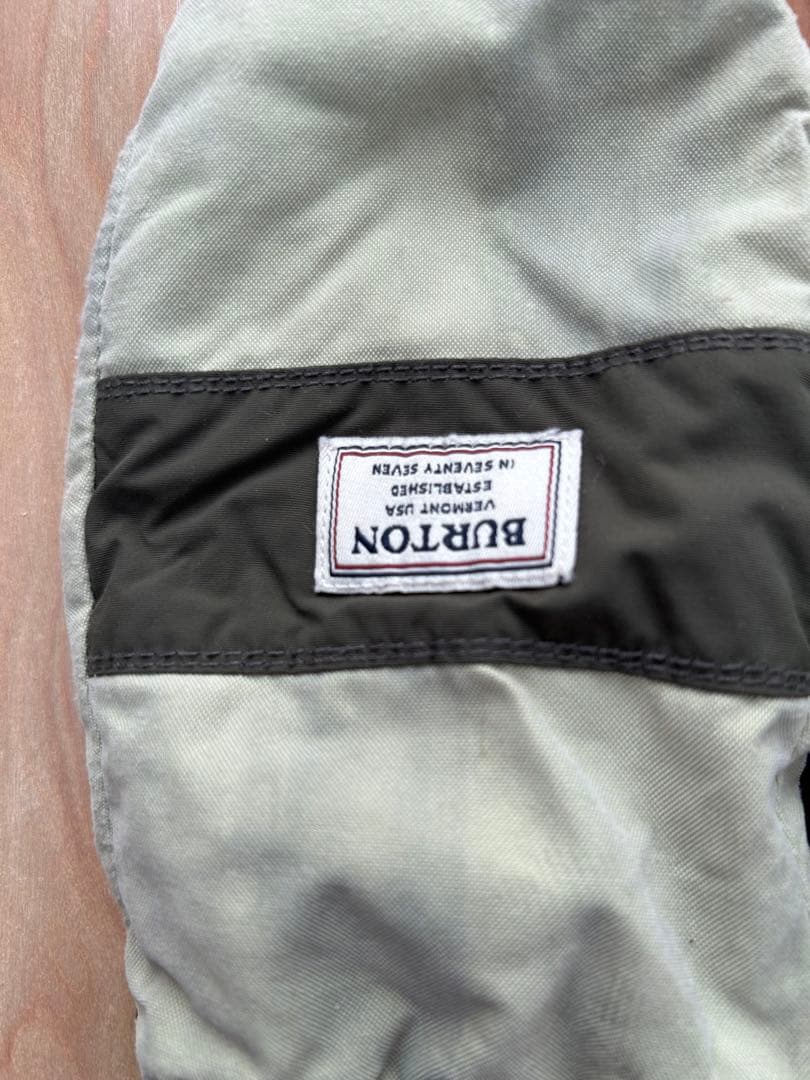 BURTON
VERMONT USA
ESTABLISHED
IN SEVENTY SEVEN